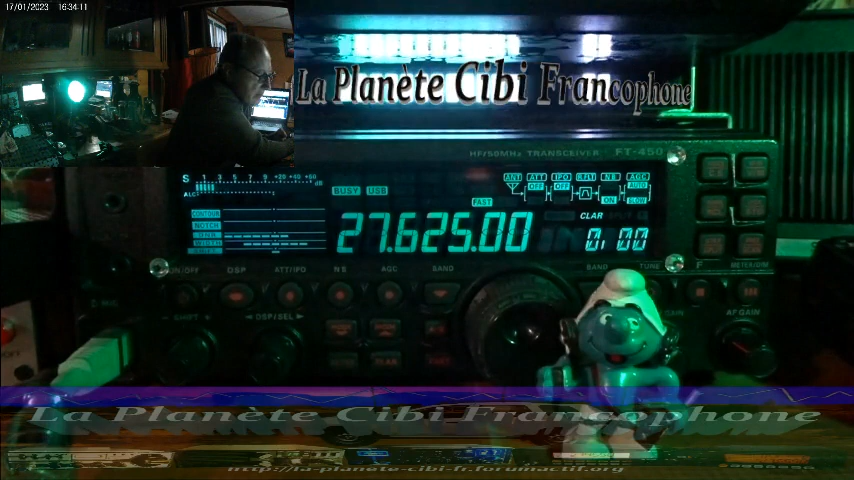 17/01/2023 16:34:11
La Planète Cibi Francophone
HF/50MHz TRANSCEIVER FT-450
S 1 3 5 7 9 +20 +40 +60 dB
ALC
BUSY USB
ANT ATT IPO R.FLT NB AGC
OFF OFF ON AUTO SLOW
FAST
CLAR
CONTOUR
NOTCH
DNR
WIDTH
27.625.00
0.00
ON/OFF DSP ATT/IPO NB AGC BAND
BAND TUNE F METER/DIM
SHIFT +
DSP/SEL
AF GAIN
La Planète Cibi Francophone
http://la-planete-cibi-fr.forumactif.org